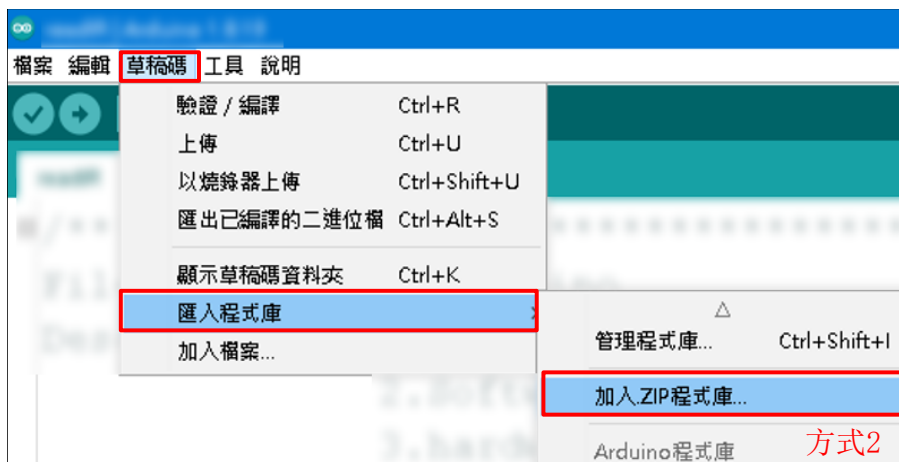 檔案 編輯 草稿碼 工具 說明
驗證 / 編譯 Ctrl+R
上傳 Ctrl+U
以燒錄器上傳 Ctrl+Shift+U
匯出已編譯的二進位檔 Ctrl+Alt+S
顯示草稿碼資料夾 Ctrl+K
匯入程式庫
加入檔案...
管理程式庫... Ctrl+Shift+I
加入.ZIP程式庫...
Arduino程式庫
方式2